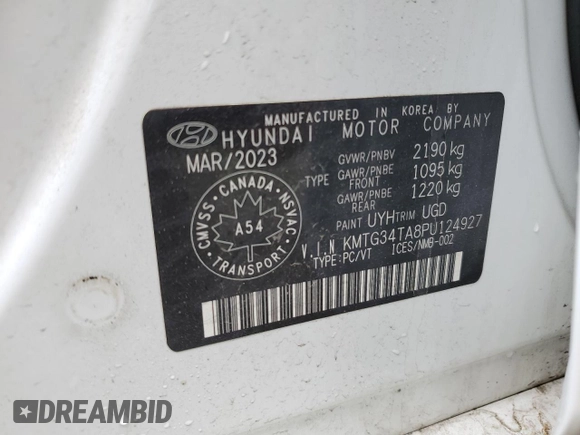 MANUFACTURED IN KOREA BY
HYUNDAI MOTOR COMPANY
MAR/2023
GVWR/PNBV 2190 kg
TYPE GAWR/PNBE FRONT 1095 kg
GAWR/PNBE REAR 1220 kg
PAINT UYH TRIM UGD
V.I.N KMTG34TA8PU124927
TYPE:PC/VT ICES/NMB-002
CMVSS · CANADA · NSVAC
A54
TRANSPORT
DREAMBID